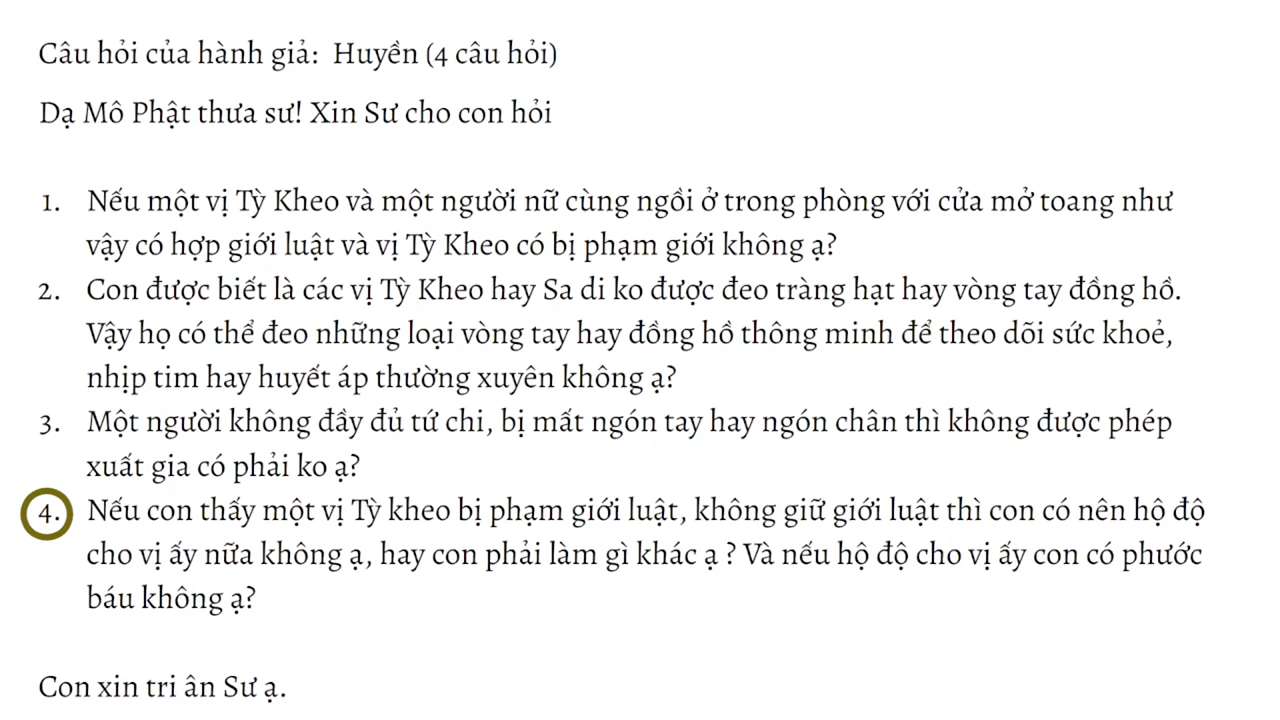 Câu hỏi của hành giả:  Huyền (4 câu hỏi)
Dạ Mô Phật thưa sư! Xin Sư cho con hỏi
1. Nếu một vị Tỳ Kheo và một người nữ cùng ngồi ở trong phòng với cửa mở toang như
vậy có hợp giới luật và vị Tỳ Kheo có bị phạm giới không ạ?
2. Con được biết là các vị Tỳ Kheo hay Sa di ko được đeo tràng hạt hay vòng tay đồng hồ.
Vậy họ có thể đeo những loại vòng tay hay đồng hồ thông minh để theo dõi sức khoẻ,
nhịp tim hay huyết áp thường xuyên không ạ?
3. Một người không đầy đủ tứ chi, bị mất ngón tay hay ngón chân thì không được phép
xuất gia có phải ko ạ?
4. Nếu con thấy một vị Tỳ kheo bị phạm giới luật, không giữ giới luật thì con có nên hộ độ
cho vị ấy nữa không ạ, hay con phải làm gì khác ạ ? Và nếu hộ độ cho vị ấy con có phước
báu không ạ?
Con xin tri ân Sư ạ.